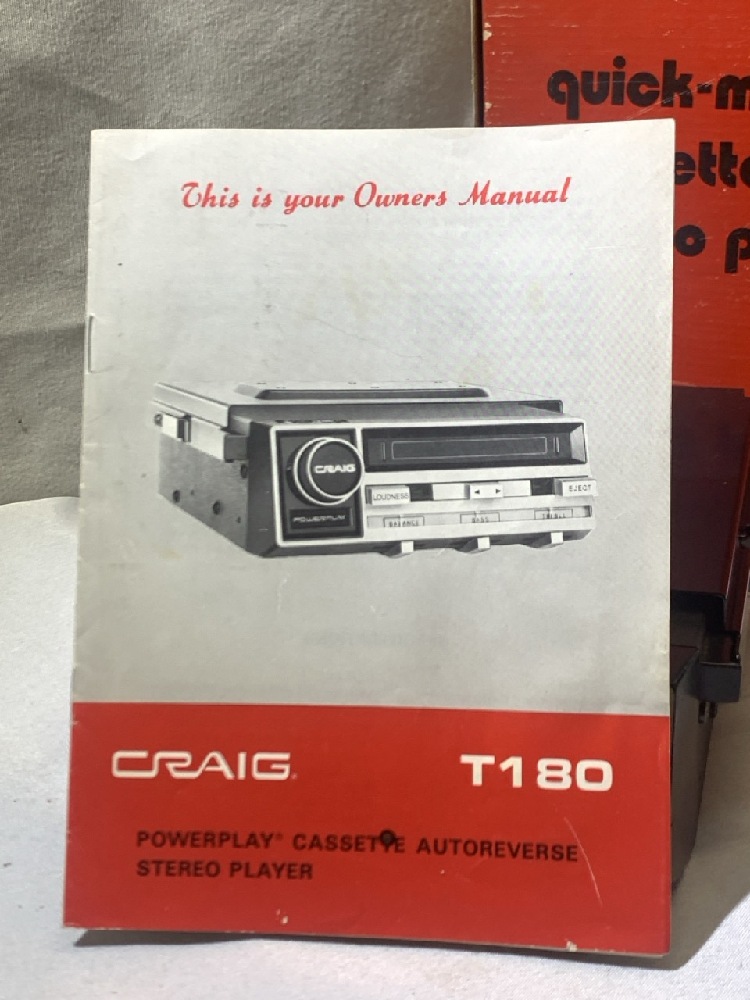 quick-m
ette
o p
This is your Owners Manual
CRAIG
LOUDNESS
EJECT
POWERPLAY
BALANCE BASS TREBLE
CRAIG®
T180
POWERPLAY® CASSETTE AUTOREVERSE
STEREO PLAYER